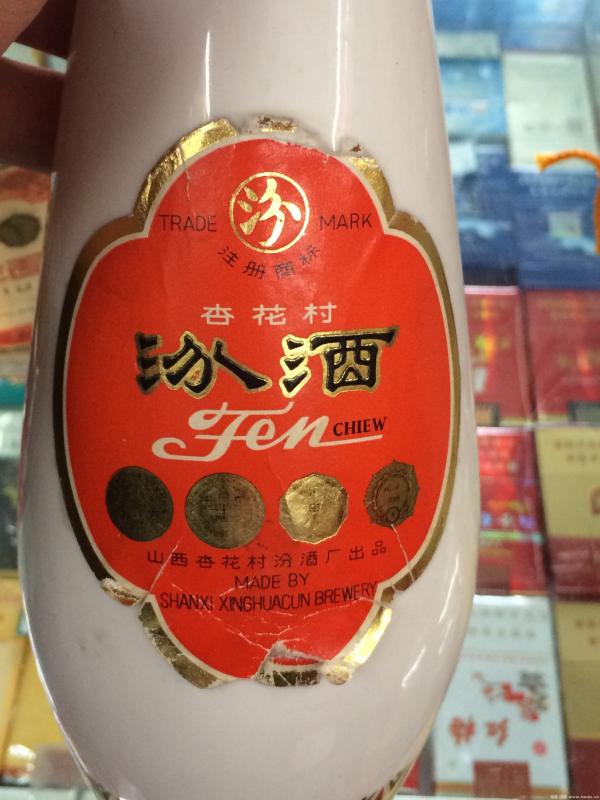 汾
TRADE MARK
注册商标
杏花村
汾酒
Fen CHIEW
山西杏花村汾酒厂出品
MADE BY
SHANXI XINGHUACUN BREWERY